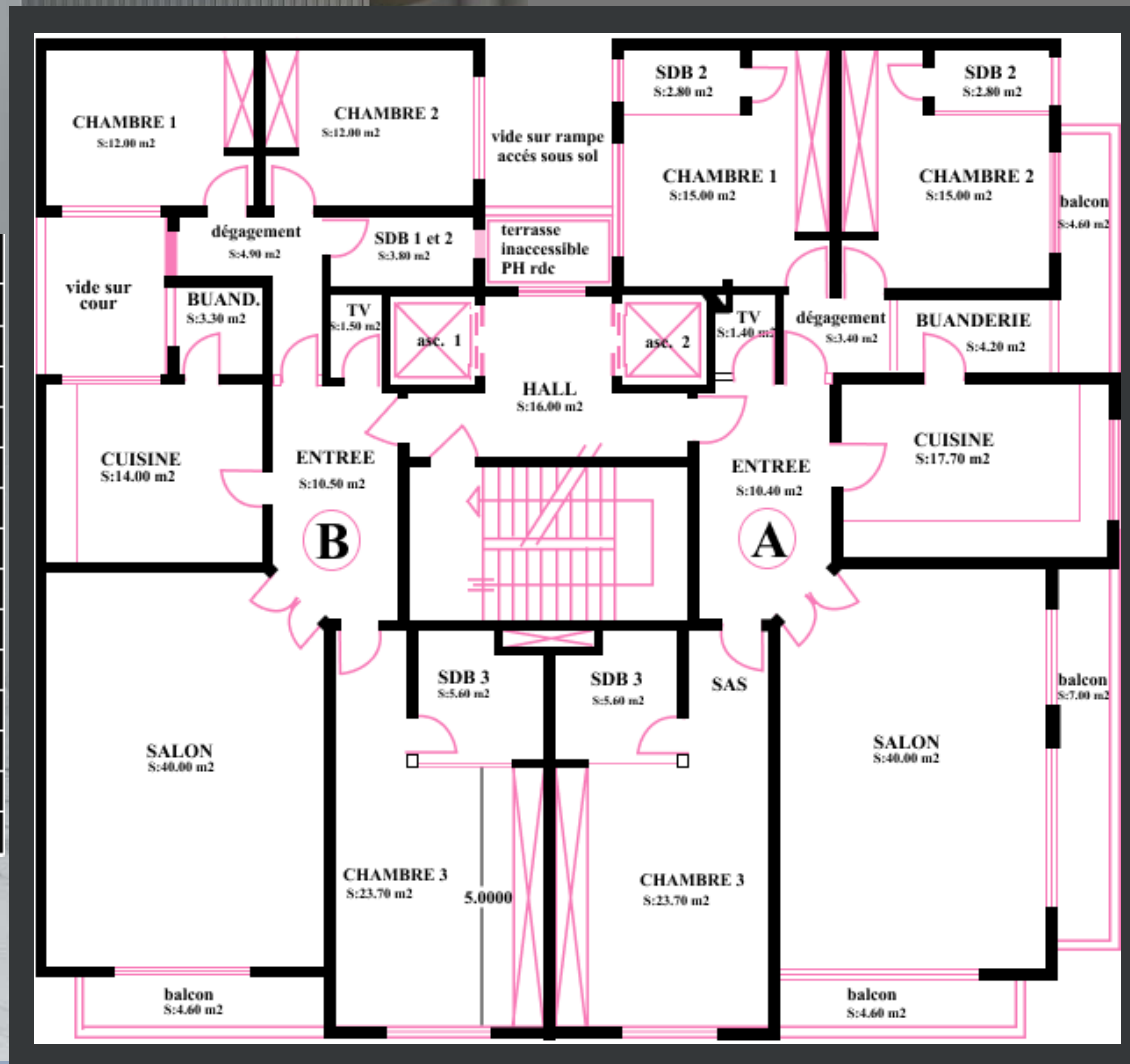 CHAMBRE 1
S:12.00 m2
CHAMBRE 2
S:12.00 m2
vide sur rampe
accés sous sol
SDB 2
S:2.80 m2
SDB 2
S:2.80 m2
CHAMBRE 1
S:15.00 m2
CHAMBRE 2
S:15.00 m2
balcon
S:4.60 m2
dégagement
S:4.90 m2
SDB 1 et 2
S:3.80 m2
terrasse
inaccessible
PH rdc
vide sur
cour
BUAND.
S:3.30 m2
TV
S:1.50 m2
asc. 1
asc. 2
TV
S:1.40 m2
dégagement
S:3.40 m2
BUANDERIE
S:4.20 m2
HALL
S:16.00 m2
CUISINE
S:14.00 m2
ENTREE
S:10.50 m2
B
ENTREE
S:10.40 m2
A
CUISINE
S:17.70 m2
SDB 3
S:5.60 m2
SDB 3
S:5.60 m2
SAS
balcon
S:7.00 m2
SALON
S:40.00 m2
SALON
S:40.00 m2
CHAMBRE 3
S:23.70 m2
5.0000
CHAMBRE 3
S:23.70 m2
balcon
S:4.60 m2
balcon
S:4.60 m2